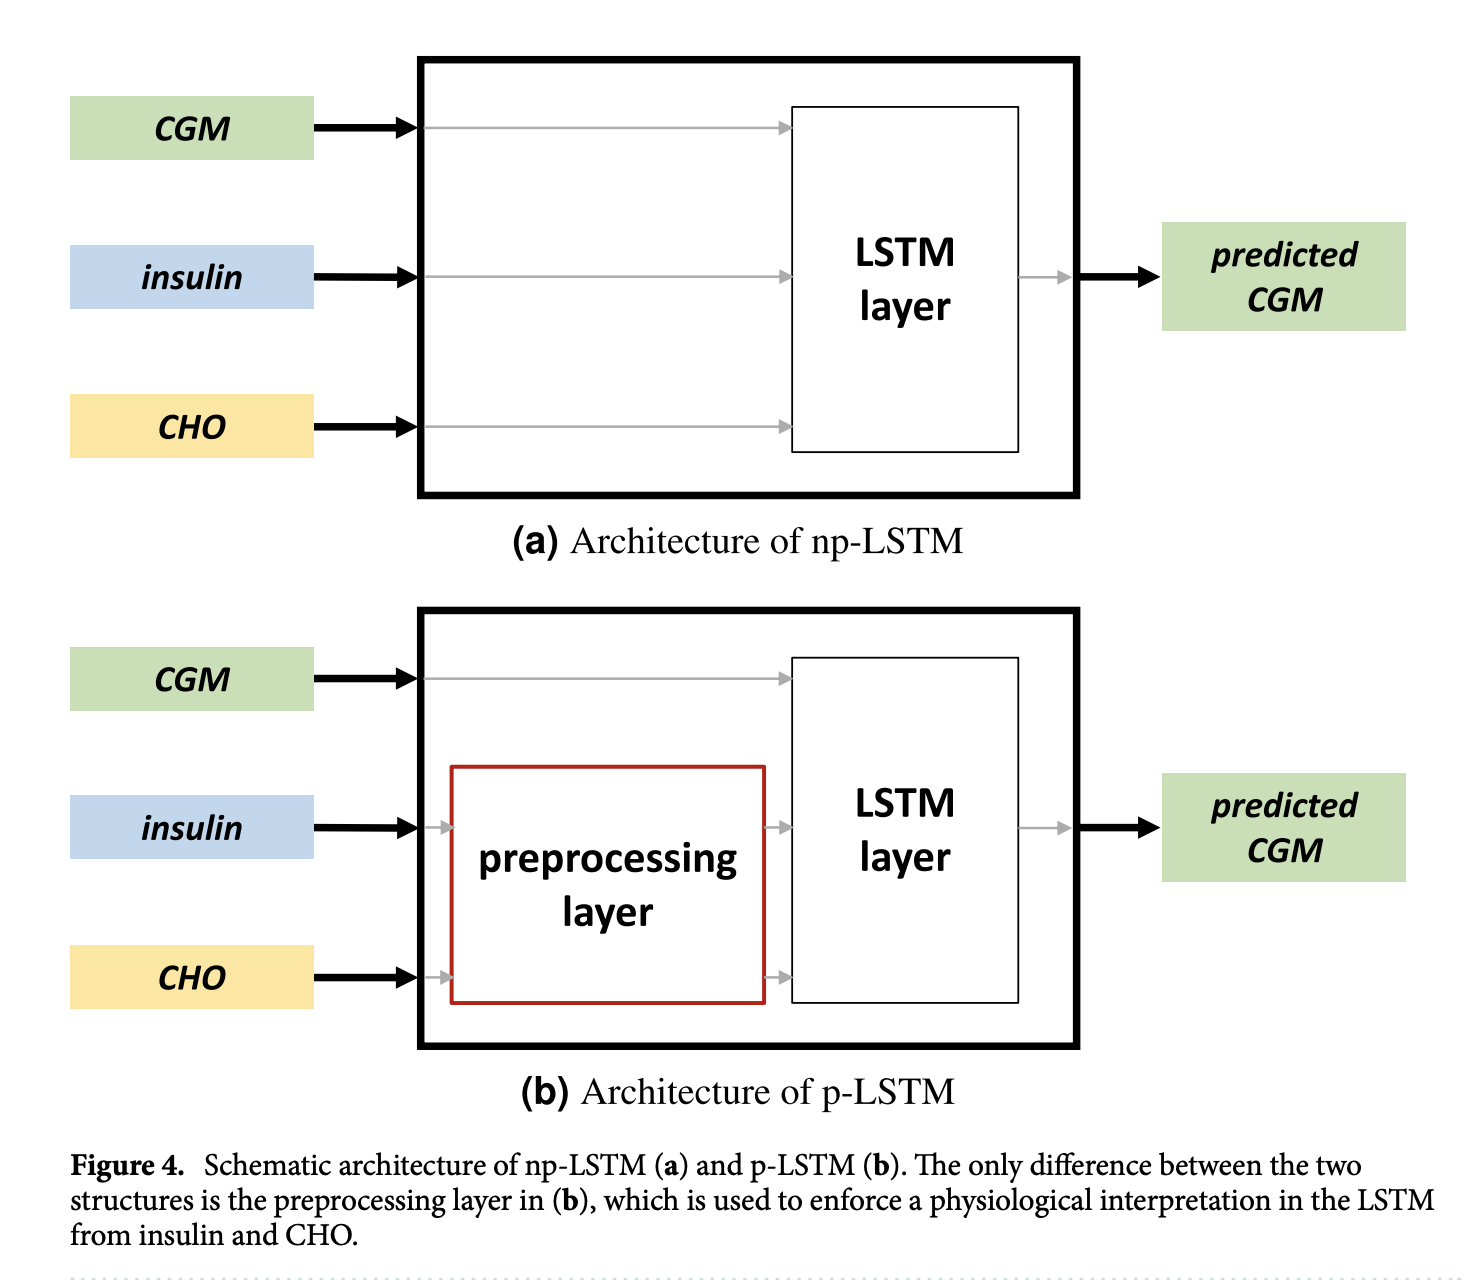 CGM
insulin
CHO
LSTM
layer
predicted
CGM
(a) Architecture of np-LSTM
CGM
insulin
CHO
preprocessing
layer
LSTM
layer
predicted
CGM
(b) Architecture of p-LSTM
Figure 4. Schematic architecture of np-LSTM (a) and p-LSTM (b). The only difference between the two
structures is the preprocessing layer in (b), which is used to enforce a physiological interpretation in the LSTM
from insulin and CHO.